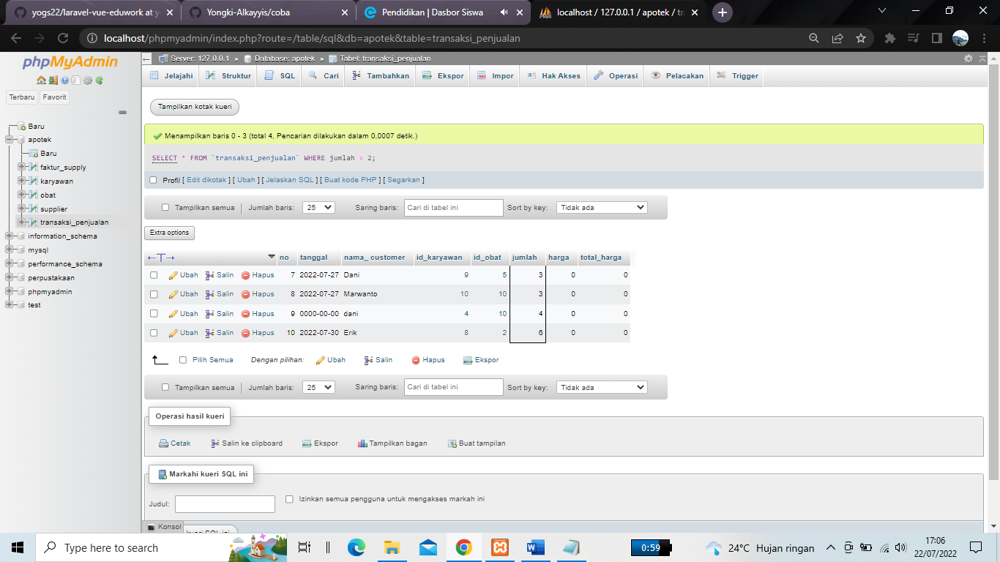 yogs22/laravel-vue-eduwork at y
Yongki-Alkayyis/coba
Pendidikan | Dasbor Siswa
localhost / 127.0.0.1 / apotek / tra
localhost/phpmyadmin/index.php?route=/table/sql&db=apotek&table=transaksi_penjualan
phpMyAdmin
Terbaru Favorit
Baru
apotek
Baru
faktur_supply
karyawan
obat
supplier
transaksi_penjualan
information_schema
mysql
performance_schema
perpustakaan
phpmyadmin
test
Server: 127.0.0.1 » Database: apotek » Tabel: transaksi_penjualan
Jelajahi Struktur SQL Cari Tambahkan Ekspor Impor Hak Akses Operasi Pelacakan Trigger
Tampilkan kotak kueri
Menampilkan baris 0 - 3 (total 4, Pencarian dilakukan dalam 0,0007 detik.)
SELECT * FROM `transaksi_penjualan` WHERE jumlah > 2;
Profil [ Edit dikotak ] [ Ubah ] [ Jelaskan SQL ] [ Buat kode PHP ] [ Segarkan ]
Tampilkan semua Jumlah baris: 25 Saring baris: Cari di tabel ini Sort by key: Tidak ada
Extra options
←T→ no tanggal nama_ customer id_karyawan id_obat jumlah harga total_harga
Ubah Salin Hapus 7 2022-07-27 Dani 9 5 3 0 0
Ubah Salin Hapus 8 2022-07-27 Marwanto 10 10 3 0 0
Ubah Salin Hapus 9 0000-00-00 dani 4 10 4 0 0
Ubah Salin Hapus 10 2022-07-30 Erik 8 2 6 0 0
Pilih Semua Dengan pilihan: Ubah Salin Hapus Ekspor
Tampilkan semua Jumlah baris: 25 Saring baris: Cari di tabel ini Sort by key: Tidak ada
Operasi hasil kueri
Cetak Salin ke clipboard Ekspor Tampilkan bagan Buat tampilan
Markahi kueri SQL ini
Judul: Izinkan semua pengguna untuk mengakses markah ini
Konsol
kueri SQL ini
Type here to search
0:59
24°C Hujan ringan
17:06
22/07/2022